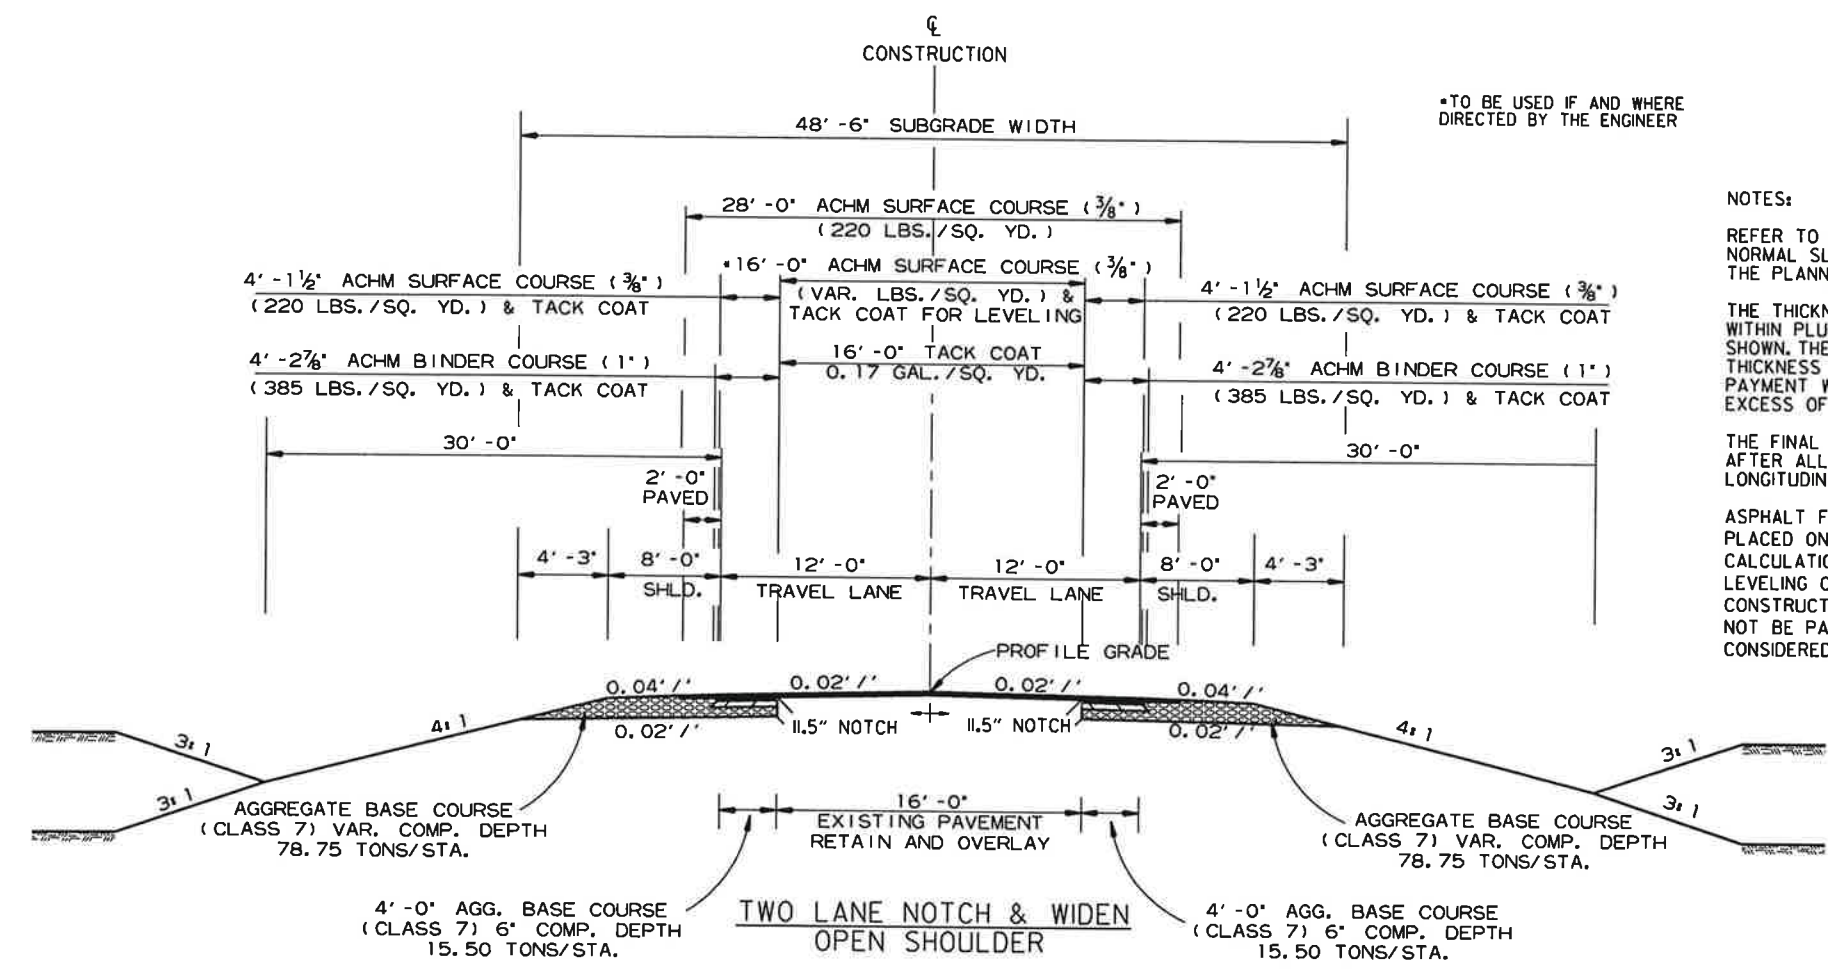 ℄
CONSTRUCTION
*TO BE USED IF AND WHERE
DIRECTED BY THE ENGINEER
48'-6" SUBGRADE WIDTH
28'-0" ACHM SURFACE COURSE (3/8")
(220 LBS./SQ. YD.)
*16'-0" ACHM SURFACE COURSE (3/8")
(VAR. LBS./SQ. YD.) &
TACK COAT FOR LEVELING
4'-1½" ACHM SURFACE COURSE (3/8")
(220 LBS./SQ. YD.) & TACK COAT
4'-1½" ACHM SURFACE COURSE (3/8")
(220 LBS./SQ. YD.) & TACK COAT
16'-0" TACK COAT
0.17 GAL./SQ. YD.
4'-2⅞" ACHM BINDER COURSE (1")
(385 LBS./SQ. YD.) & TACK COAT
4'-2⅞" ACHM BINDER COURSE (1")
(385 LBS./SQ. YD.) & TACK COAT
30'-0"
30'-0"
2'-0"
PAVED
2'-0"
PAVED
4'-3"
8'-0"
SHLD.
12'-0"
TRAVEL LANE
12'-0"
TRAVEL LANE
8'-0"
SHLD.
4'-3"
PROFILE GRADE
0.04'/'
0.02'/'
0.02'/'
0.04'/'
0.02'/'
11.5" NOTCH
11.5" NOTCH
0.02'/'
3:1
4:1
3:1
4:1
3:1
3:1
AGGREGATE BASE COURSE
(CLASS 7) VAR. COMP. DEPTH
78.75 TONS/STA.
16'-0"
EXISTING PAVEMENT
RETAIN AND OVERLAY
AGGREGATE BASE COURSE
(CLASS 7) VAR. COMP. DEPTH
78.75 TONS/STA.
4'-0" AGG. BASE COURSE
(CLASS 7) 6" COMP. DEPTH
15.50 TONS/STA.
4'-0" AGG. BASE COURSE
(CLASS 7) 6" COMP. DEPTH
15.50 TONS/STA.
TWO LANE NOTCH & WIDEN
OPEN SHOULDER
NOTES:
REFER TO
NORMAL SL
THE PLANN
THE THICKN
WITHIN PLU
SHOWN. THE
THICKNESS
PAYMENT W
EXCESS OF
THE FINAL
AFTER ALL
LONGITUDIN
ASPHALT F
PLACED ON
CALCULATIO
LEVELING C
CONSTRUCT
NOT BE PA
CONSIDERED